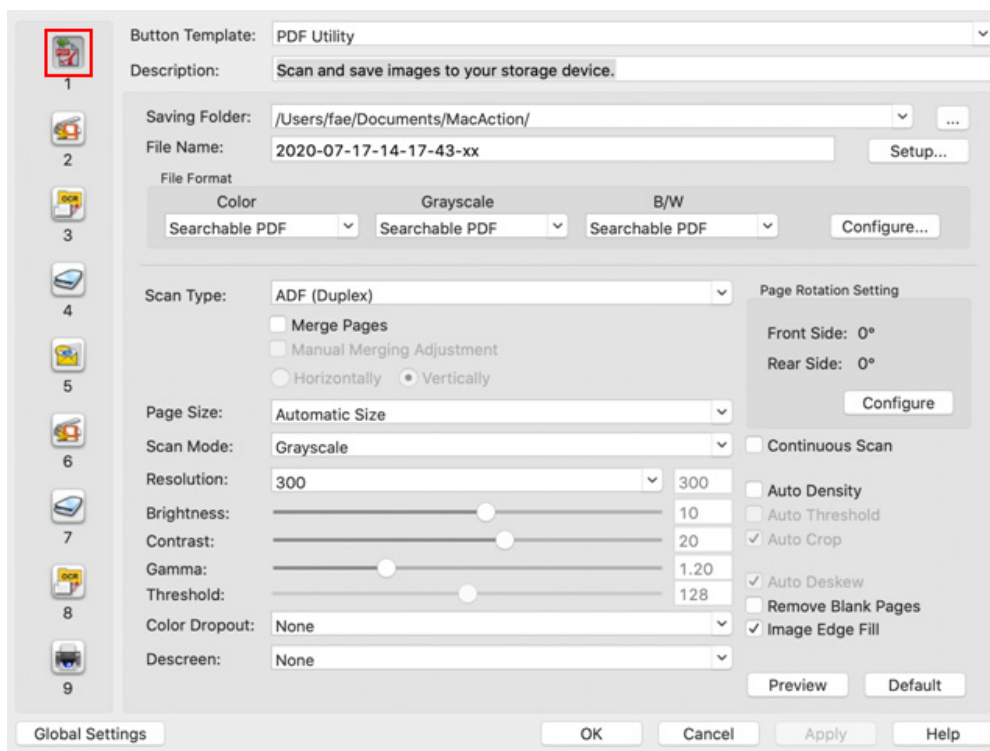 Button Template: PDF Utility
Description: Scan and save images to your storage device.
Saving Folder: /Users/fae/Documents/MacAction/ ...
File Name: 2020-07-17-14-17-43-xx Setup...
File Format
Color Grayscale B/W
Searchable PDF Searchable PDF Searchable PDF Configure...
Scan Type: ADF (Duplex)
Merge Pages
Manual Merging Adjustment
Horizontally Vertically
Page Size: Automatic Size
Scan Mode: Grayscale
Resolution: 300 300
Brightness: 10
Contrast: 20
Gamma: 1.20
Threshold: 128
Color Dropout: None
Descreen: None
Page Rotation Setting
Front Side: 0°
Rear Side: 0°
Configure
Continuous Scan
Auto Density
Auto Threshold
Auto Crop
Auto Deskew
Remove Blank Pages
Image Edge Fill
Preview Default
1
2
OCR
3
4
5
6
7
OCR
8
9
Global Settings OK Cancel Apply Help